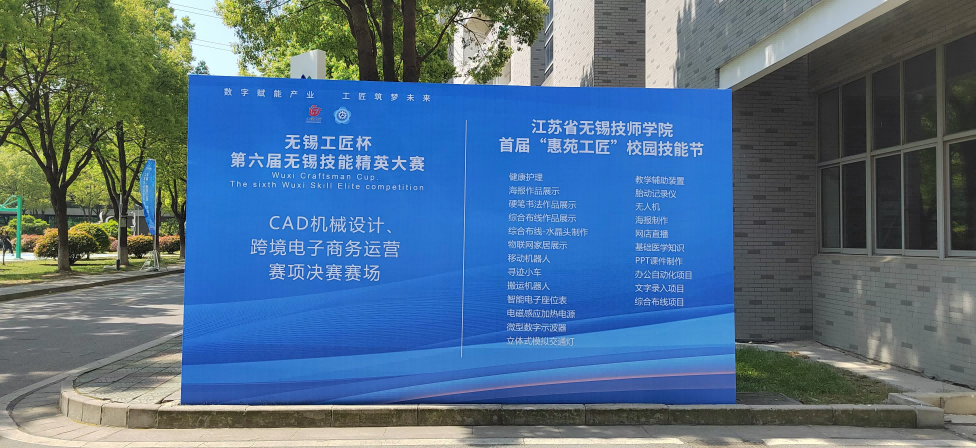 数字赋能产业 工匠筑梦未来
无锡工匠杯
第六届无锡技能精英大赛
Wuxi Craftsman Cup,
The sixth Wuxi Skill Elite competition
CAD机械设计、
跨境电子商务运营
赛项决赛赛场
江苏省无锡技师学院
首届“惠苑工匠”校园技能节
健康护理
海报作品展示
硬笔书法作品展示
综合布线作品展示
综合布线-水晶头制作
物联网家居展示
移动机器人
寻迹小车
搬运机器人
智能电子座位表
电磁感应加热电源
微型数字示波器
立体式模拟交通灯
教学辅助装置
胎动记录仪
无人机
海报制作
网店直播
基础医学知识
PPT课件制作
办公自动化项目
文字录入项目
综合布线项目